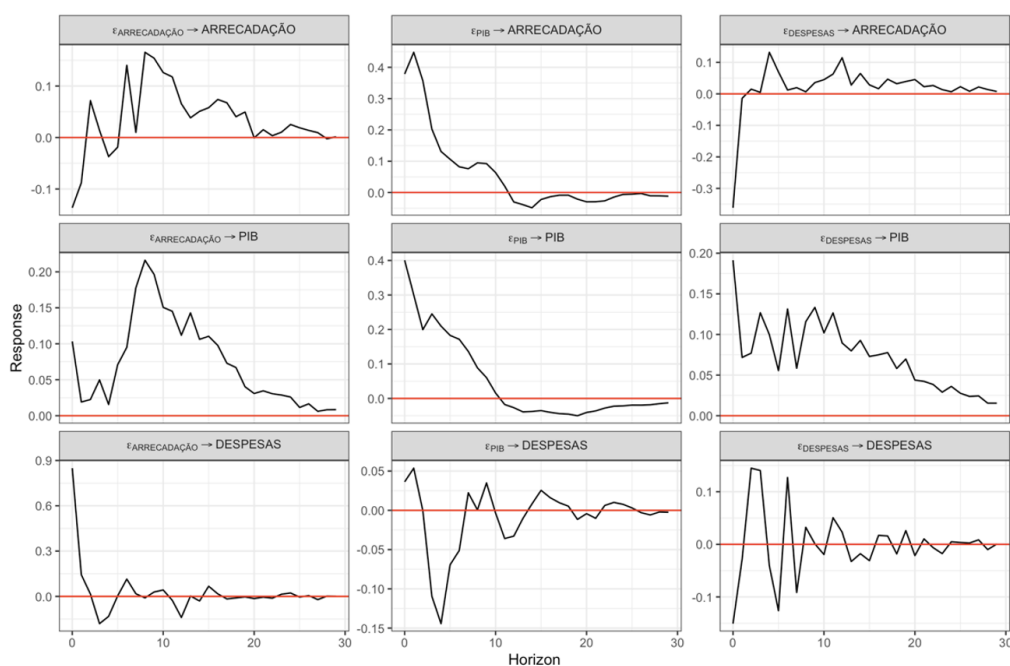 εARRECADAÇÃO → ARRECADAÇÃO
εPIB → ARRECADAÇÃO
εDESPESAS → ARRECADAÇÃO
0.1
0.0
-0.1
0.4
0.3
0.2
0.1
0.0
0.1
0.0
-0.1
-0.2
-0.3
εARRECADAÇÃO → PIB
εPIB → PIB
εDESPESAS → PIB
0.20
0.15
0.10
0.05
0.00
0.4
0.3
0.2
0.1
0.0
0.20
0.15
0.10
0.05
0.00
Response
εARRECADAÇÃO → DESPESAS
εPIB → DESPESAS
εDESPESAS → DESPESAS
0.9
0.6
0.3
0.0
0.05
0.00
-0.05
-0.10
-0.15
0.1
0.0
-0.1
0 10 20 30
0 10 20 30
0 10 20 30
Horizon